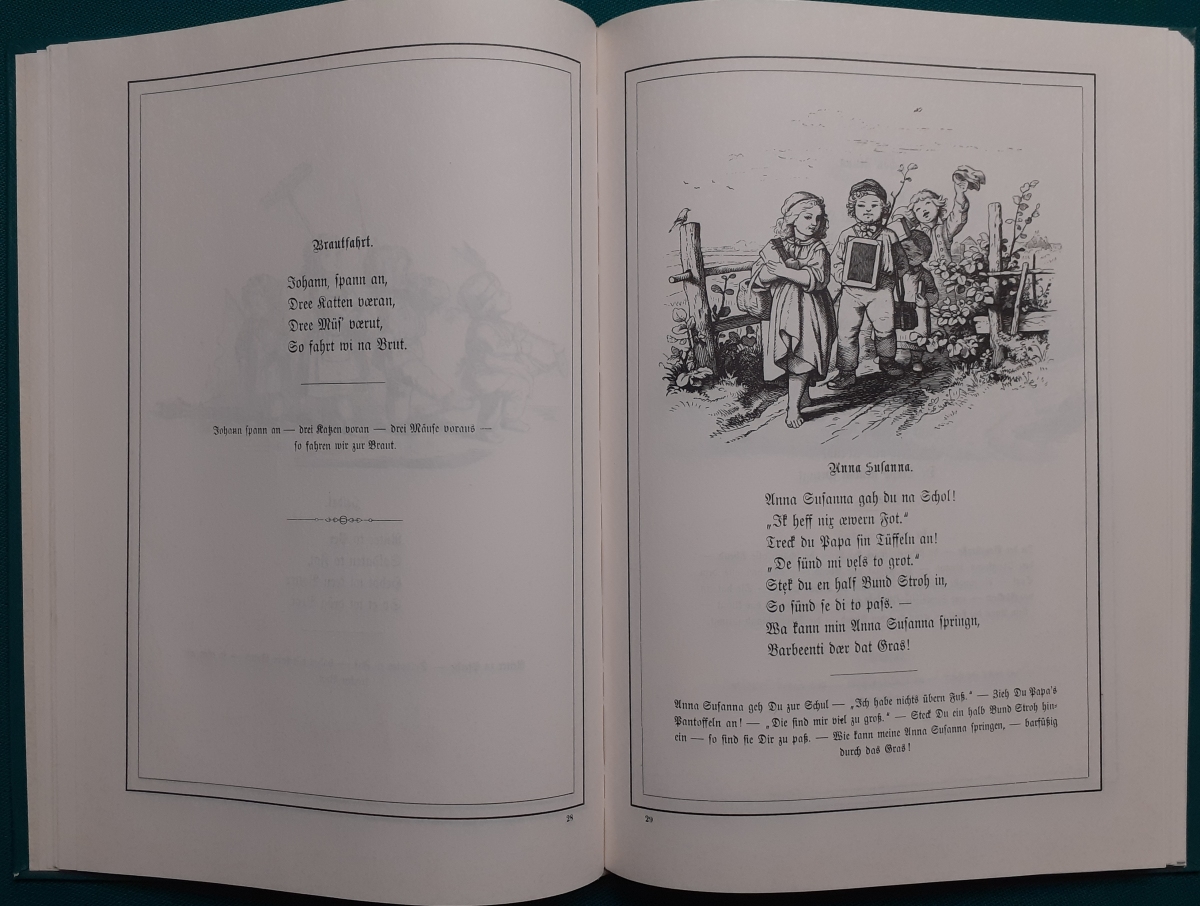 Brautfahrt.
Johann, spann an,
Dree Katten væran,
Dree Müs' værut,
So fahrt wi na Brut.
Johann spann an — drei Katzen voran — drei Mäuse voraus —
so fahren wir zur Braut.
28
Anna Susanna.
Anna Susanna gah du na Schol!
„Ik heff nix æwern Fot.“
Treck du Papa sin Tüffeln an!
„De sünd mi vęls to grot.“
Stęk du en half Bund Stroh in,
So sünd se di to paſs. —
Wa kann min Anna Susanna springn,
Barbeenti dær dat Gras!
Anna Susanna geh Du zur Schul — „Ich habe nichts übern Fuß.“ — Zieh Du Papa's
Pantoffeln an! — „Die sind mir viel zu groß.“ — Steck Du ein halb Bund Stroh hin-
ein — so sind sie Dir zu paß. — Wie kann meine Anna Susanna springen, — barfüßig
durch das Gras!
29